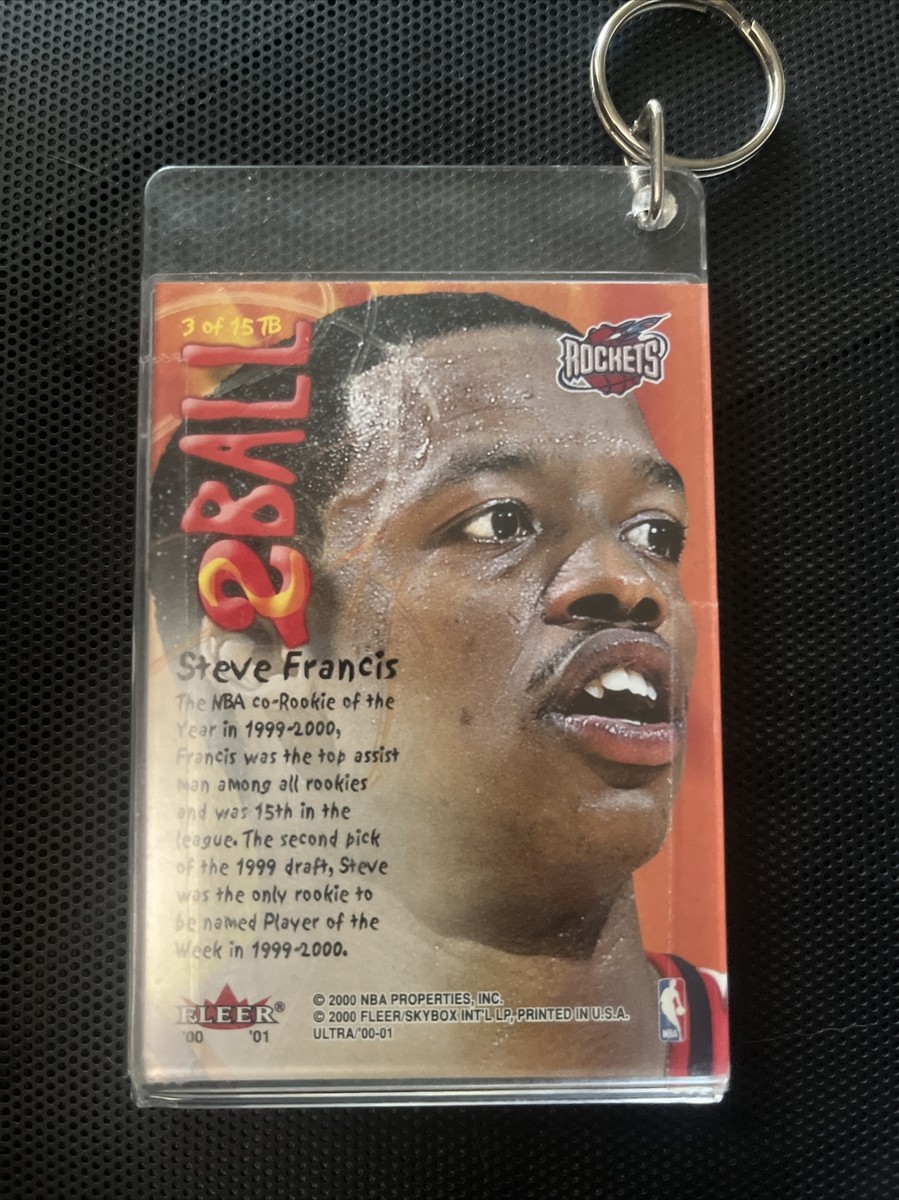 3 of 15 TB
2BALL
ROCKETS
Steve Francis
The NBA co-Rookie of the
Year in 1999-2000,
Francis was the top assist
man among all rookies
and was 15th in the
league. The second pick
of the 1999 draft, Steve
was the only rookie to
be named Player of the
Week in 1999-2000.
FLEER®
'00 '01
© 2000 NBA PROPERTIES, INC.
© 2000 FLEER/SKYBOX INT'L LP, PRINTED IN U.S.A.
ULTRA/'00-01
NBA